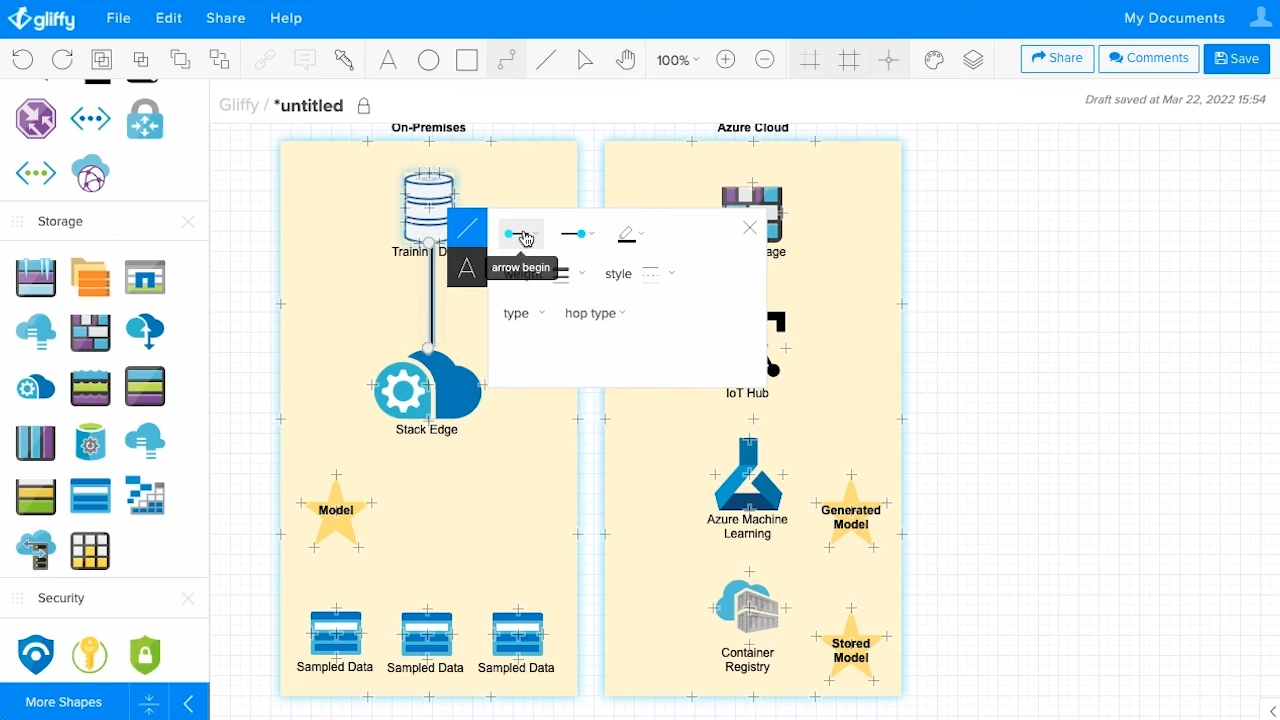 gliffy File Edit Share Help My Documents
100% Share Comments Save
Gliffy / *untitled Draft saved at Mar 22, 2022 15:54
On-Premises Azure Cloud
Storage
Training D
age
arrow begin
style
type hop type
IoT Hub
Stack Edge
Model
Generated
Model
Azure Machine
Learning
Security
Container
Registry
Stored
Model
Sampled Data Sampled Data Sampled Data
More Shapes